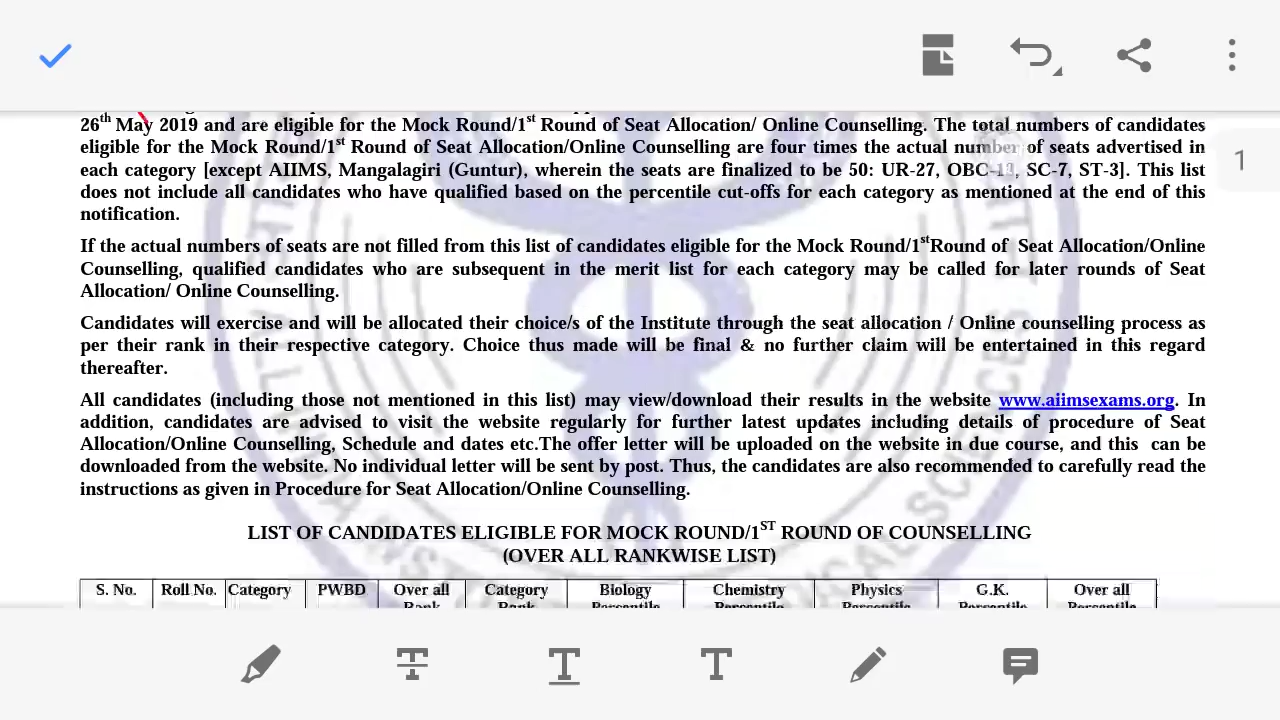 26th May 2019 and are eligible for the Mock Round/1st Round of Seat Allocation/ Online Counselling. The total numbers of candidates
1
eligible for the Mock Round/1st Round of Seat Allocation/Online Counselling are four times the actual number of seats advertised in
each category [except AIIMS, Mangalagiri (Guntur), wherein the seats are finalized to be 50: UR-27, OBC-13, SC-7, ST-3]. This list
does not include all candidates who have qualified based on the percentile cut-offs for each category as mentioned at the end of this
notification.
If the actual numbers of seats are not filled from this list of candidates eligible for the Mock Round/1stRound of Seat Allocation/Online
Counselling, qualified candidates who are subsequent in the merit list for each category may be called for later rounds of Seat
Allocation/ Online Counselling.
Candidates will exercise and will be allocated their choice/s of the Institute through the seat allocation / Online counselling process as
per their rank in their respective category. Choice thus made will be final & no further claim will be entertained in this regard
thereafter.
All candidates (including those not mentioned in this list) may view/download their results in the website www.aiimsexams.org. In
addition, candidates are advised to visit the website regularly for further latest updates including details of procedure of Seat
Allocation/Online Counselling, Schedule and dates etc.The offer letter will be uploaded on the website in due course, and this can be
downloaded from the website. No individual letter will be sent by post. Thus, the candidates are also recommended to carefully read the
instructions as given in Procedure for Seat Allocation/Online Counselling.
LIST OF CANDIDATES ELIGIBLE FOR MOCK ROUND/1ST ROUND OF COUNSELLING
(OVER ALL RANKWISE LIST)
S. No. Roll No. Category PWBD Over all Category Biology Chemistry Physics G.K. Over all
Rank Rank Percentile Percentile Percentile Percentile Percentile